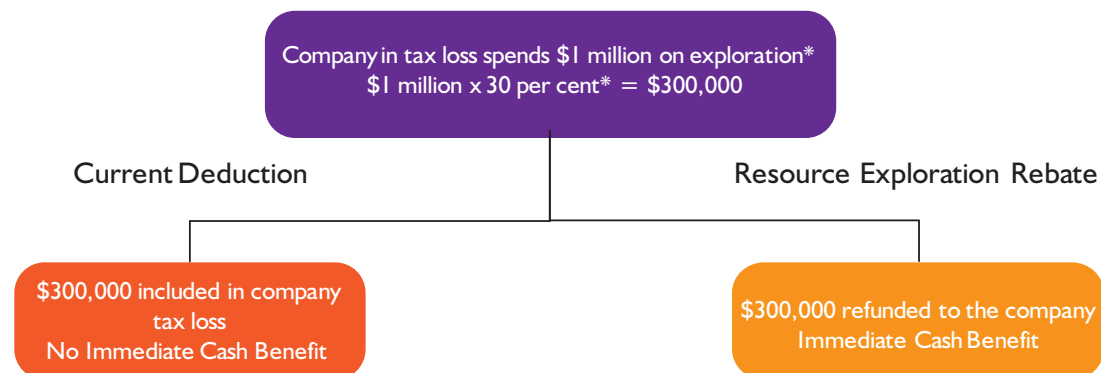 Company in tax loss spends $1 million on exploration*
$1 million x 30 per cent* = $300,000
Current Deduction
Resource Exploration Rebate
$300,000 included in company
tax loss
No Immediate Cash Benefit
$300,000 refunded to the company
Immediate Cash Benefit